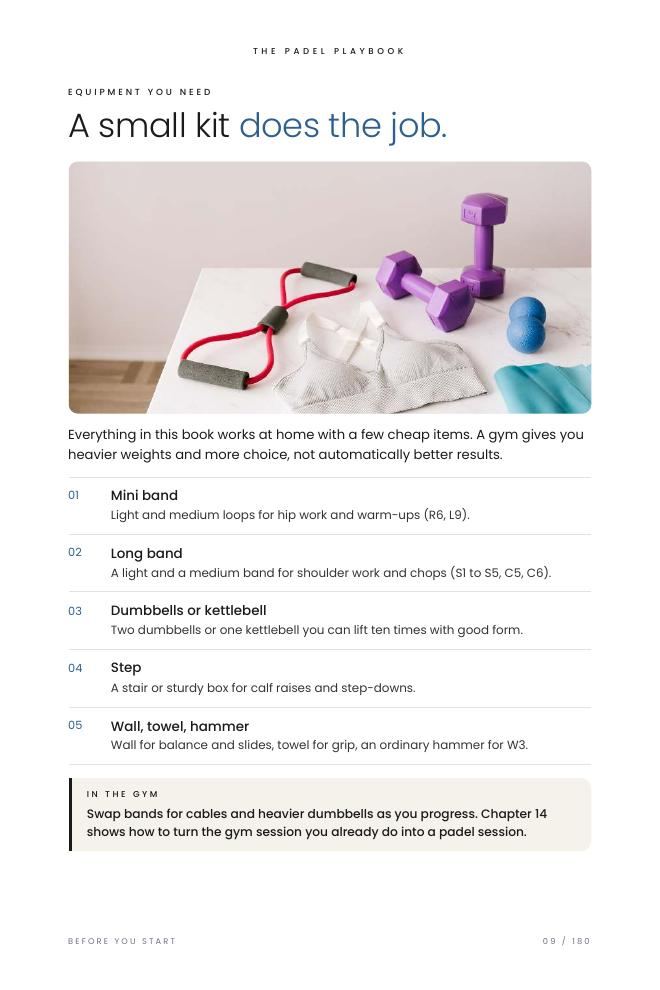 THE PADEL PLAYBOOK
EQUIPMENT YOU NEED
A small kit does the job.
Everything in this book works at home with a few cheap items. A gym gives you
heavier weights and more choice, not automatically better results.
01 Mini band
Light and medium loops for hip work and warm-ups (R6, L9).
02 Long band
A light and a medium band for shoulder work and chops (S1 to S5, C5, C6).
03 Dumbbells or kettlebell
Two dumbbells or one kettlebell you can lift ten times with good form.
04 Step
A stair or sturdy box for calf raises and step-downs.
05 Wall, towel, hammer
Wall for balance and slides, towel for grip, an ordinary hammer for W3.
IN THE GYM
Swap bands for cables and heavier dumbbells as you progress. Chapter 14
shows how to turn the gym session you already do into a padel session.
BEFORE YOU START 09 / 180